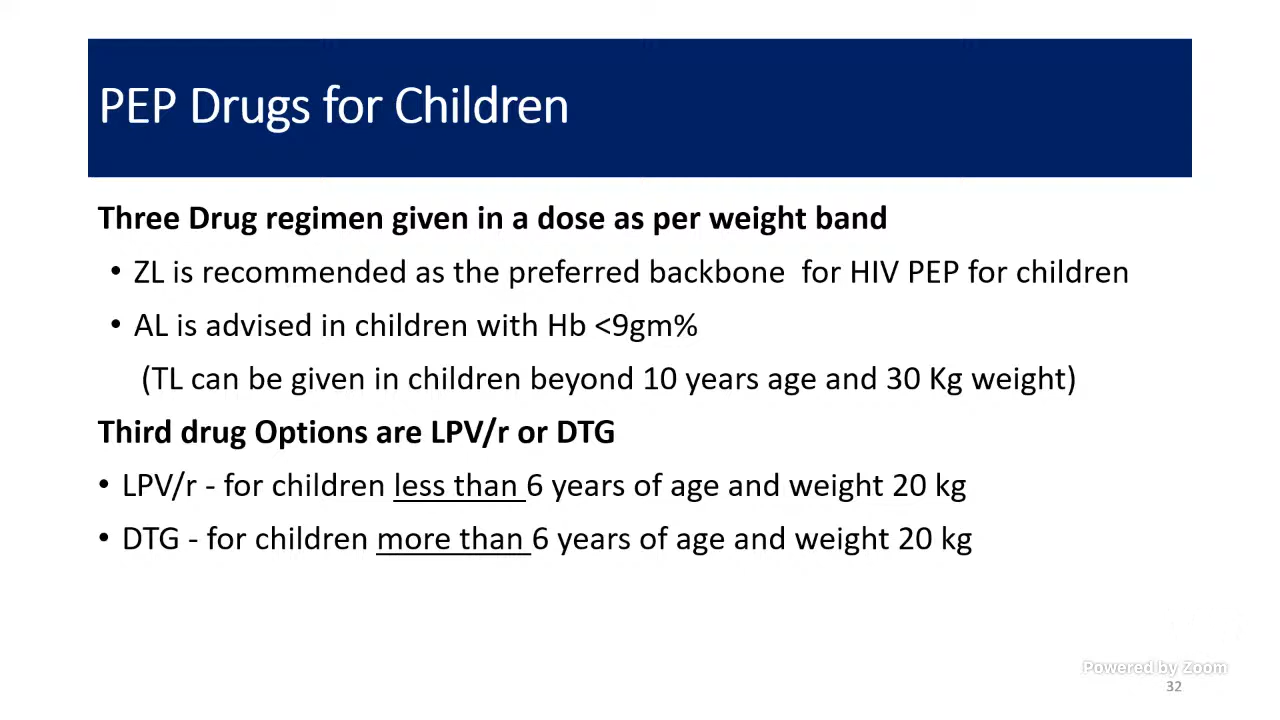 PEP Drugs for Children
Three Drug regimen given in a dose as per weight band
• ZL is recommended as the preferred backbone  for HIV PEP for children
• AL is advised in children with Hb <9gm%
(TL can be given in children beyond 10 years age and 30 Kg weight)
Third drug Options are LPV/r or DTG
• LPV/r - for children less than 6 years of age and weight 20 kg
• DTG - for children more than 6 years of age and weight 20 kg
Powered by Zoom
32